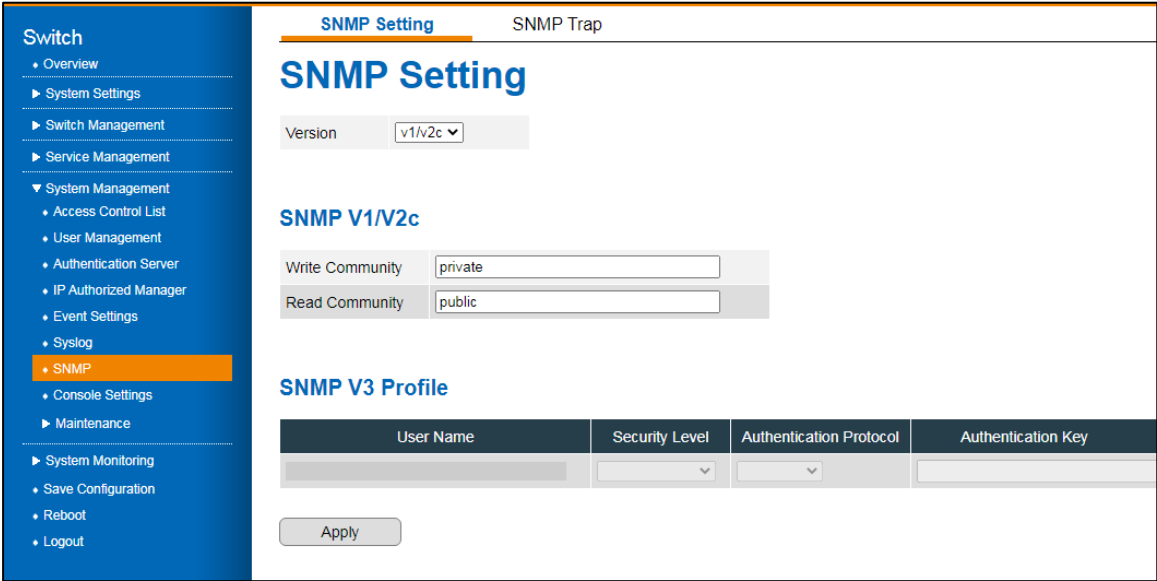 Switch
Overview
System Settings
Switch Management
Service Management
System Management
Access Control List
User Management
Authentication Server
IP Authorized Manager
Event Settings
Syslog
SNMP
Console Settings
Maintenance
System Monitoring
Save Configuration
Reboot
Logout
SNMP Setting SNMP Trap
SNMP Setting
Version v1/v2c
SNMP V1/V2c
Write Community private
Read Community public
SNMP V3 Profile
User Name Security Level Authentication Protocol Authentication Key
Apply